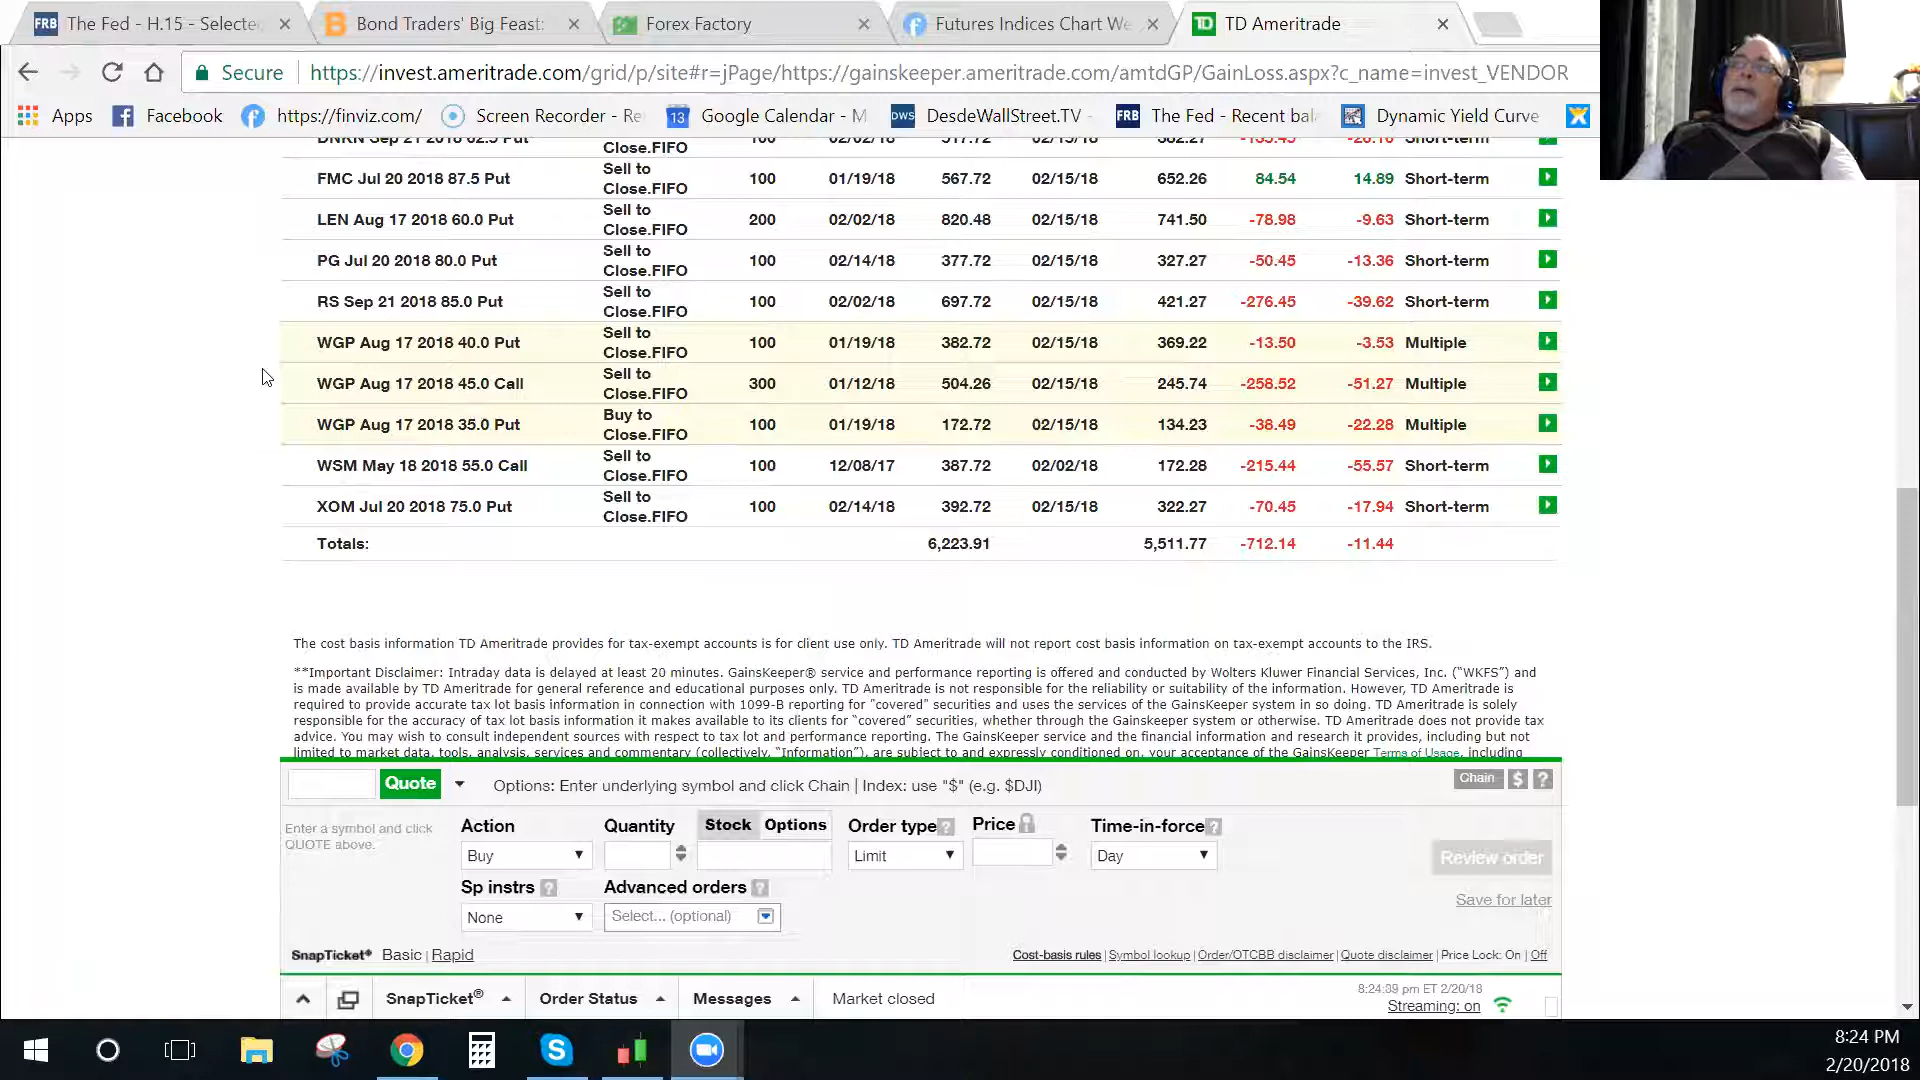 The Fed - H.15 - Selecte
Bond Traders' Big Feast:
Forex Factory
Futures Indices Chart We
TD Ameritrade
Secure
https://invest.ameritrade.com/grid/p/site#r=jPage/https://gainskeeper.ameritrade.com/amtdGP/GainLoss.aspx?c_name=invest_VENDOR
Apps Facebook https://finviz.com/ Screen Recorder - Re Google Calendar - M DesdeWallStreet.TV - The Fed - Recent bal Dynamic Yield Curve
Close.FIFO
FMC Jul 20 2018 87.5 Put Sell to Close.FIFO 100 01/19/18 567.72 02/15/18 652.26 84.54 14.89 Short-term
LEN Aug 17 2018 60.0 Put Sell to Close.FIFO 200 02/02/18 820.48 02/15/18 741.50 -78.98 -9.63 Short-term
PG Jul 20 2018 80.0 Put Sell to Close.FIFO 100 02/14/18 377.72 02/15/18 327.27 -50.45 -13.36 Short-term
RS Sep 21 2018 85.0 Put Sell to Close.FIFO 100 02/02/18 697.72 02/15/18 421.27 -276.45 -39.62 Short-term
WGP Aug 17 2018 40.0 Put Sell to Close.FIFO 100 01/19/18 382.72 02/15/18 369.22 -13.50 -3.53 Multiple
WGP Aug 17 2018 45.0 Call Sell to Close.FIFO 300 01/12/18 504.26 02/15/18 245.74 -258.52 -51.27 Multiple
WGP Aug 17 2018 35.0 Put Buy to Close.FIFO 100 01/19/18 172.72 02/15/18 134.23 -38.49 -22.28 Multiple
WSM May 18 2018 55.0 Call Sell to Close.FIFO 100 12/08/17 387.72 02/02/18 172.28 -215.44 -55.57 Short-term
XOM Jul 20 2018 75.0 Put Sell to Close.FIFO 100 02/14/18 392.72 02/15/18 322.27 -70.45 -17.94 Short-term
Totals: 6,223.91 5,511.77 -712.14 -11.44
The cost basis information TD Ameritrade provides for tax-exempt accounts is for client use only. TD Ameritrade will not report cost basis information on tax-exempt accounts to the IRS.
**Important Disclaimer: Intraday data is delayed at least 20 minutes. GainsKeeper® service and performance reporting is offered and conducted by Wolters Kluwer Financial Services, Inc. (“WKFS”) and
is made available by TD Ameritrade for general reference and educational purposes only. TD Ameritrade is not responsible for the reliability or suitability of the information. However, TD Ameritrade is
required to provide accurate tax lot basis information in connection with 1099-B reporting for "covered" securities and uses the services of the GainsKeeper system in so doing. TD Ameritrade is solely
responsible for the accuracy of tax lot basis information it makes available to its clients for “covered” securities, whether through the Gainskeeper system or otherwise. TD Ameritrade does not provide tax
advice. You may wish to consult independent sources with respect to tax lot and performance reporting. The GainsKeeper service and the financial information and research it provides, including but not
limited to market data, tools, analysis, services and commentary (collectively, “Information”), are subject to and expressly conditioned on, your acceptance of the GainsKeeper Terms of Usage, including
Quote Options: Enter underlying symbol and click Chain | Index: use "$" (e.g. $DJI) Chain $ ?
Enter a symbol and click
QUOTE above.
Action Quantity Stock Options Order type ? Price Time-in-force ?
Buy Limit Day Review order
Sp instrs ? Advanced orders ? Save for later
None Select... (optional)
SnapTicket® Basic | Rapid Cost-basis rules | Symbol lookup | Order/OTCBB disclaimer | Quote disclaimer | Price Lock: On | Off
SnapTicket® Order Status Messages Market closed
8:24:39 pm ET 2/20/18
Streaming: on
8:24 PM
2/20/2018